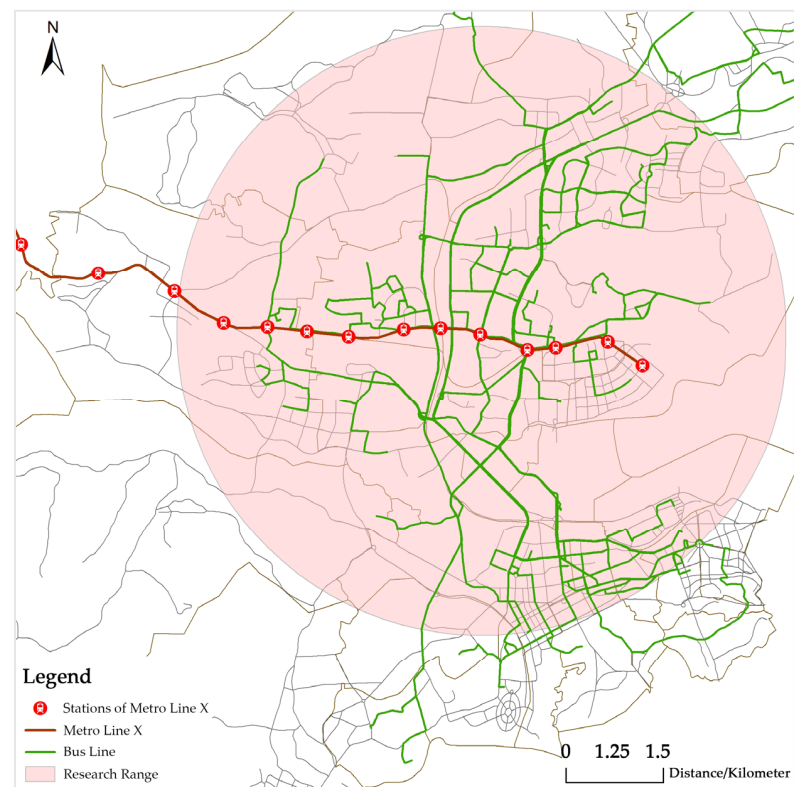 N
Legend
Stations of Metro Line X
Metro Line X
Bus Line
Research Range
0 1.25 1.5
Distance/Kilometer